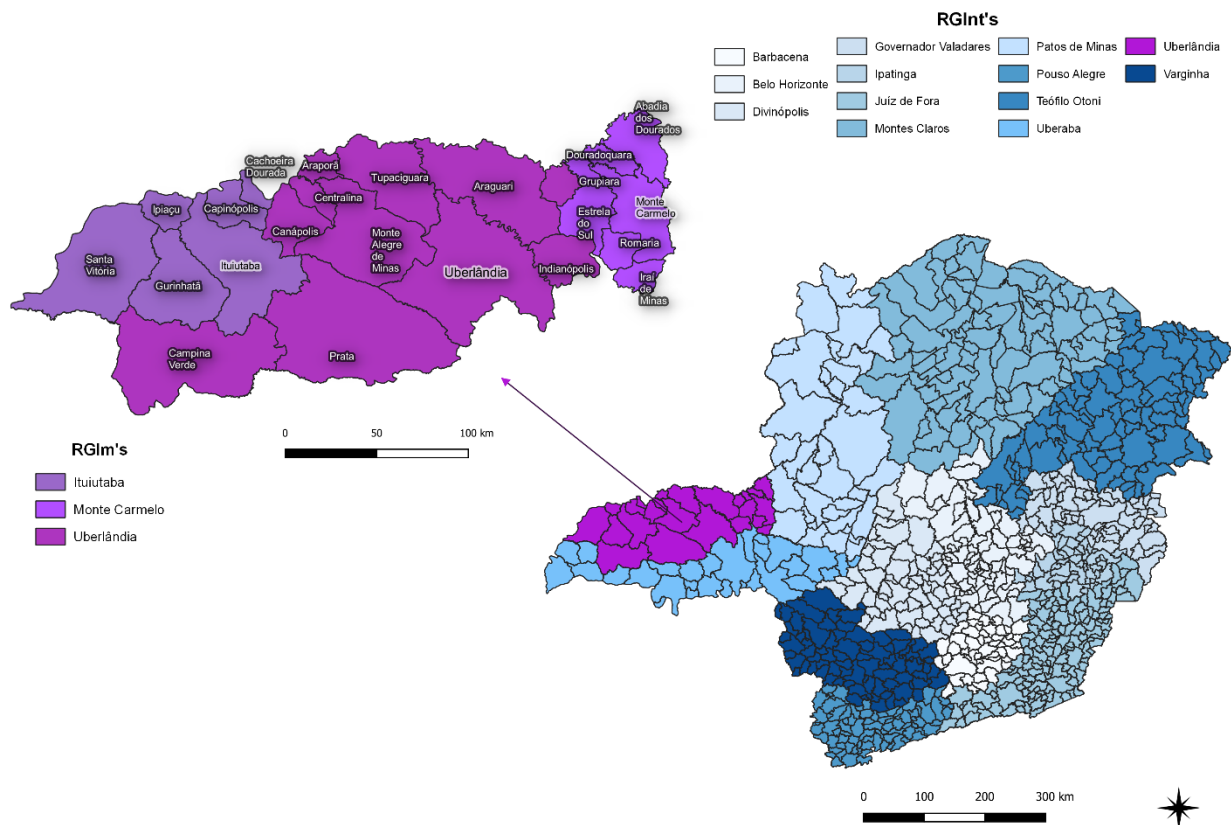 RGInt's
Barbacena
Belo Horizonte
Divinópolis
Governador Valadares
Ipatinga
Juíz de Fora
Montes Claros
Patos de Minas
Pouso Alegre
Teófilo Otoni
Uberaba
Uberlândia
Varginha
Abadia
dos
Dourados
Cachoeira
Dourada
Araporã
Douradoquara
Tupaciguara
Grupiara
Araguari
Ipiaçu
Capinópolis
Centralina
Monte
Carmelo
Estrela
do
Sul
Canápolis
Monte
Alegre
de
Minas
Romaria
Santa
Vitória
Ituiutaba
Uberlândia
Indianópolis
Gurinhatã
Iraí
de
Minas
Campina
Verde
Prata
0 50 100 km
RGIm's
Ituiutaba
Monte Carmelo
Uberlândia
0 100 200 300 km